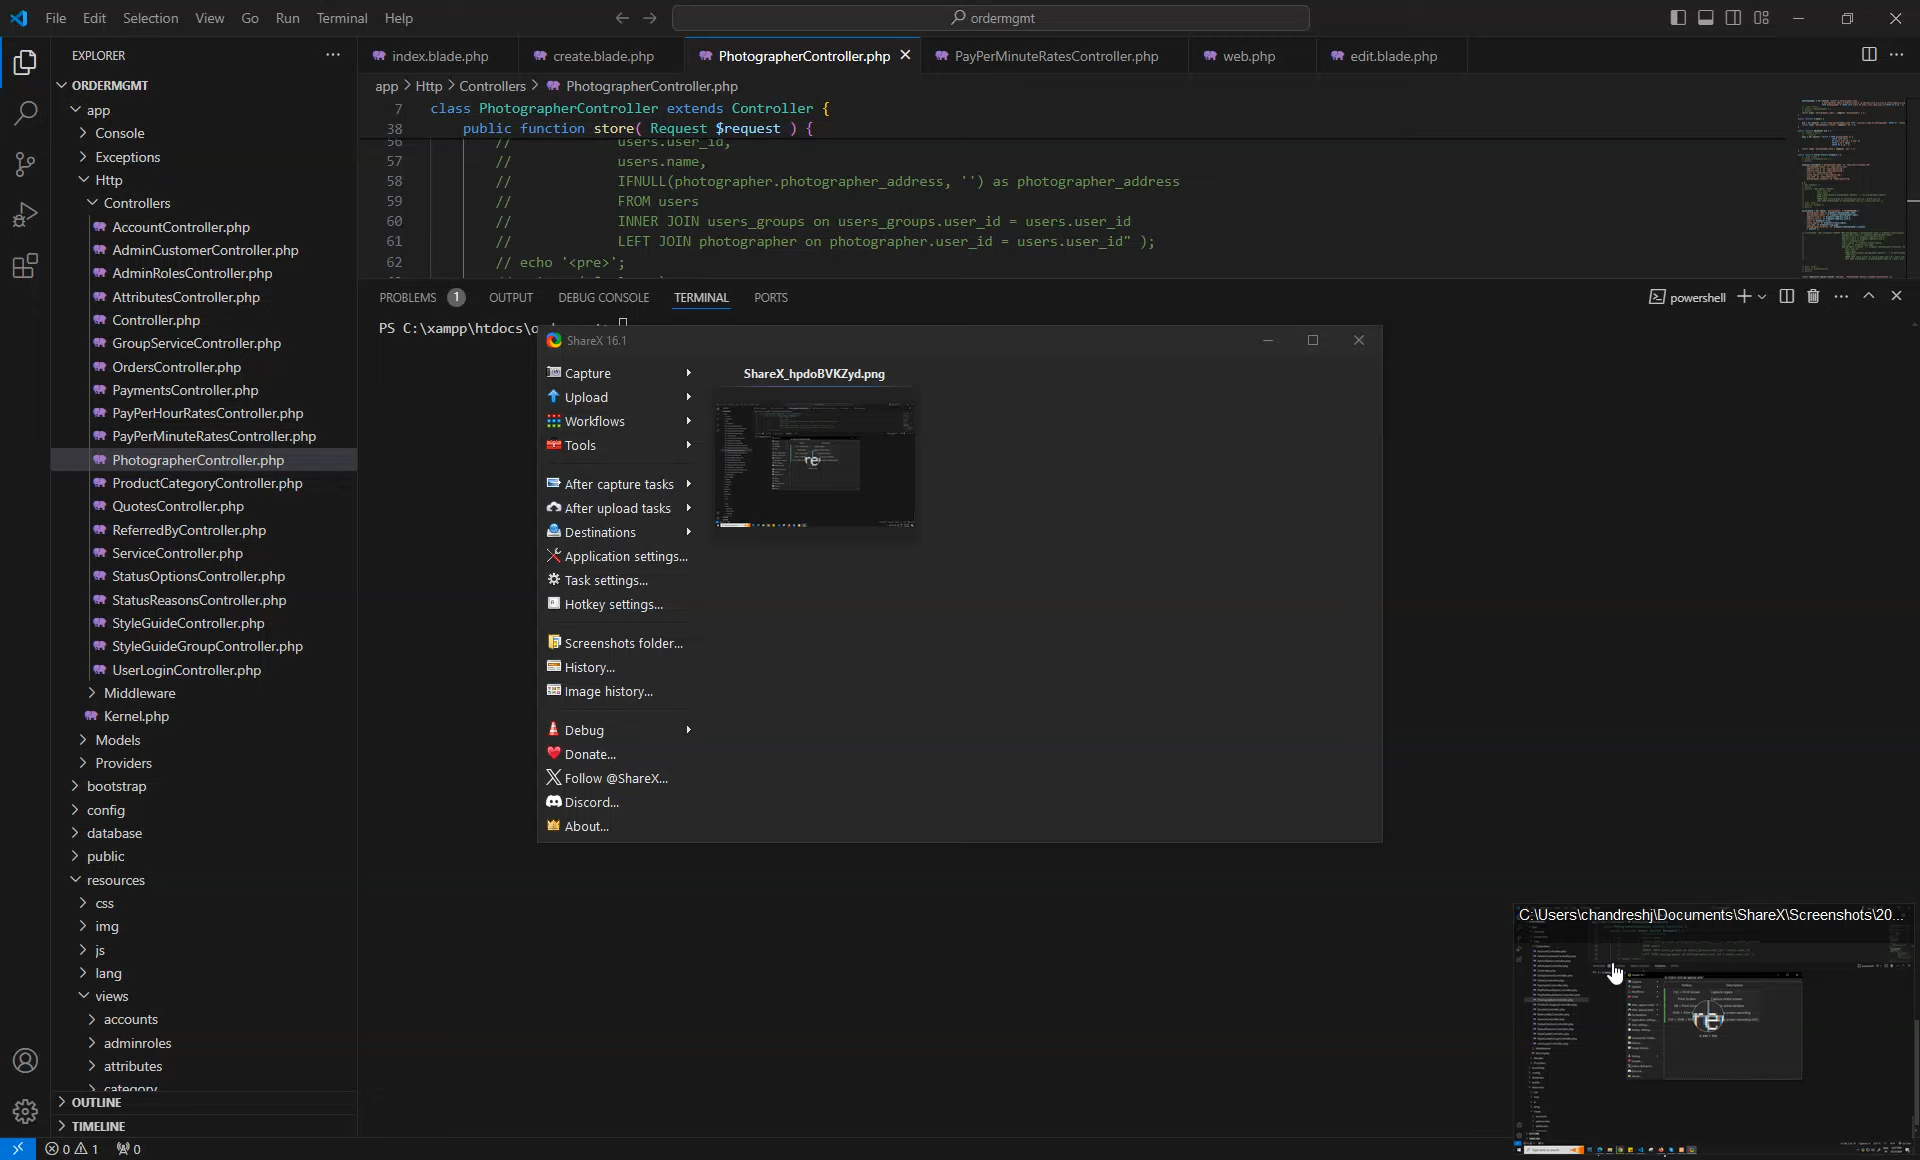 File Edit Selection View Go Run Terminal Help
ordermgmt
EXPLORER
index.blade.php
create.blade.php
PhotographerController.php
PayPerMinuteRatesController.php
web.php
edit.blade.php
ORDERMGMT
app
Console
Exceptions
Http
Controllers
AccountController.php
AdminCustomerController.php
AdminRolesController.php
AttributesController.php
Controller.php
GroupServiceController.php
OrdersController.php
PaymentsController.php
PayPerHourRatesController.php
PayPerMinuteRatesController.php
PhotographerController.php
ProductCategoryController.php
QuotesController.php
ReferredByController.php
ServiceController.php
StatusOptionsController.php
StatusReasonsController.php
StyleGuideController.php
StyleGuideGroupController.php
UserLoginController.php
Middleware
Kernel.php
Models
Providers
bootstrap
config
database
public
resources
css
img
js
lang
views
accounts
adminroles
attributes
category
OUTLINE
TIMELINE
0 1 0
app > Http > Controllers > PhotographerController.php
7 class PhotographerController extends Controller {
38 public function store( Request $request ) {
56 // users.user_id,
57 // users.name,
58 // IFNULL(photographer.photographer_address, '') as photographer_address
59 // FROM users
60 // INNER JOIN users_groups on users_groups.user_id = users.user_id
61 // LEFT JOIN photographer on photographer.user_id = users.user_id" );
62 // echo '<pre>';
PROBLEMS 1 OUTPUT DEBUG CONSOLE TERMINAL PORTS
powershell
PS C:\xampp\htdocs\o
ShareX 16.1
Capture
Upload
Workflows
Tools
After capture tasks
After upload tasks
Destinations
Application settings...
Task settings...
Hotkey settings...
Screenshots folder...
History...
Image history...
Debug
Donate...
Follow @ShareX...
Discord...
About...
ShareX_hpdoBVKZyd.png
re
C:\Users\chandreshj\Documents\ShareX\Screenshots\20...
re